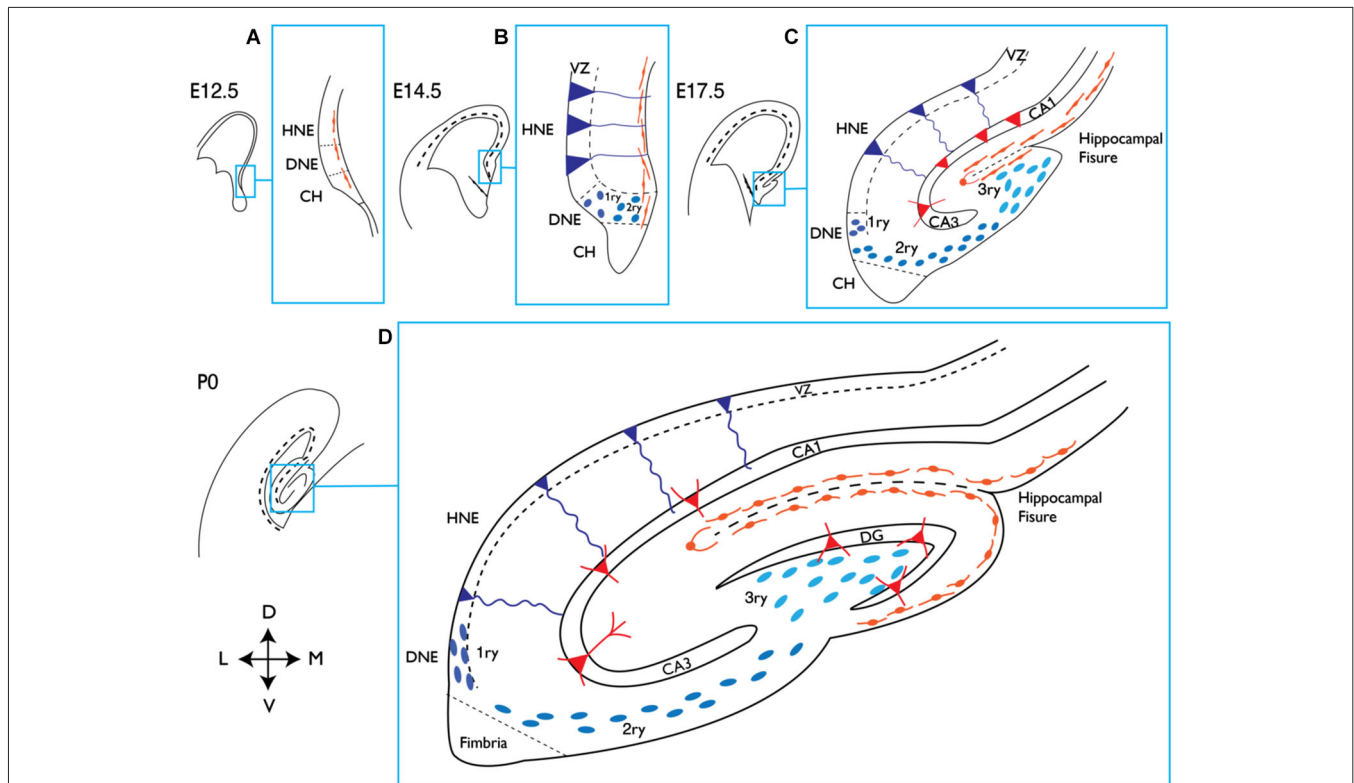 A
E12.5
HNE
DNE
CH
B
E14.5
VZ
HNE
1ry
2ry
DNE
CH
C
E17.5
VZ
HNE
CA1
Hippocampal
Fisure
3ry
CA3
1ry
DNE
2ry
CH
D
P0
VZ
CA1
HNE
Hippocampal
Fisure
DG
3ry
1ry
DNE
CA3
2ry
Fimbria
D
L
M
V